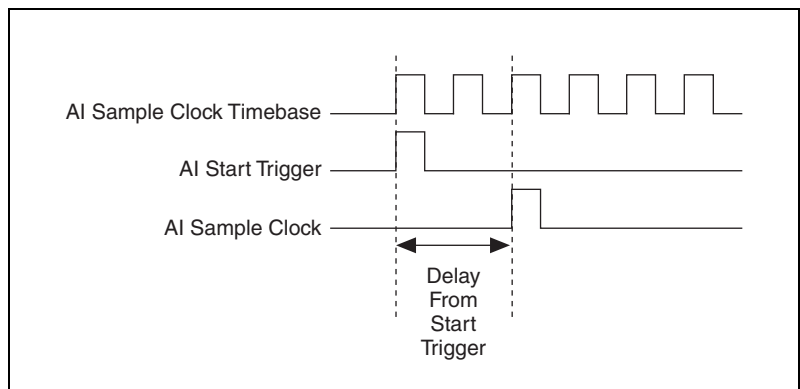 AI Sample Clock Timebase
AI Start Trigger
AI Sample Clock
Delay
From
Start
Trigger